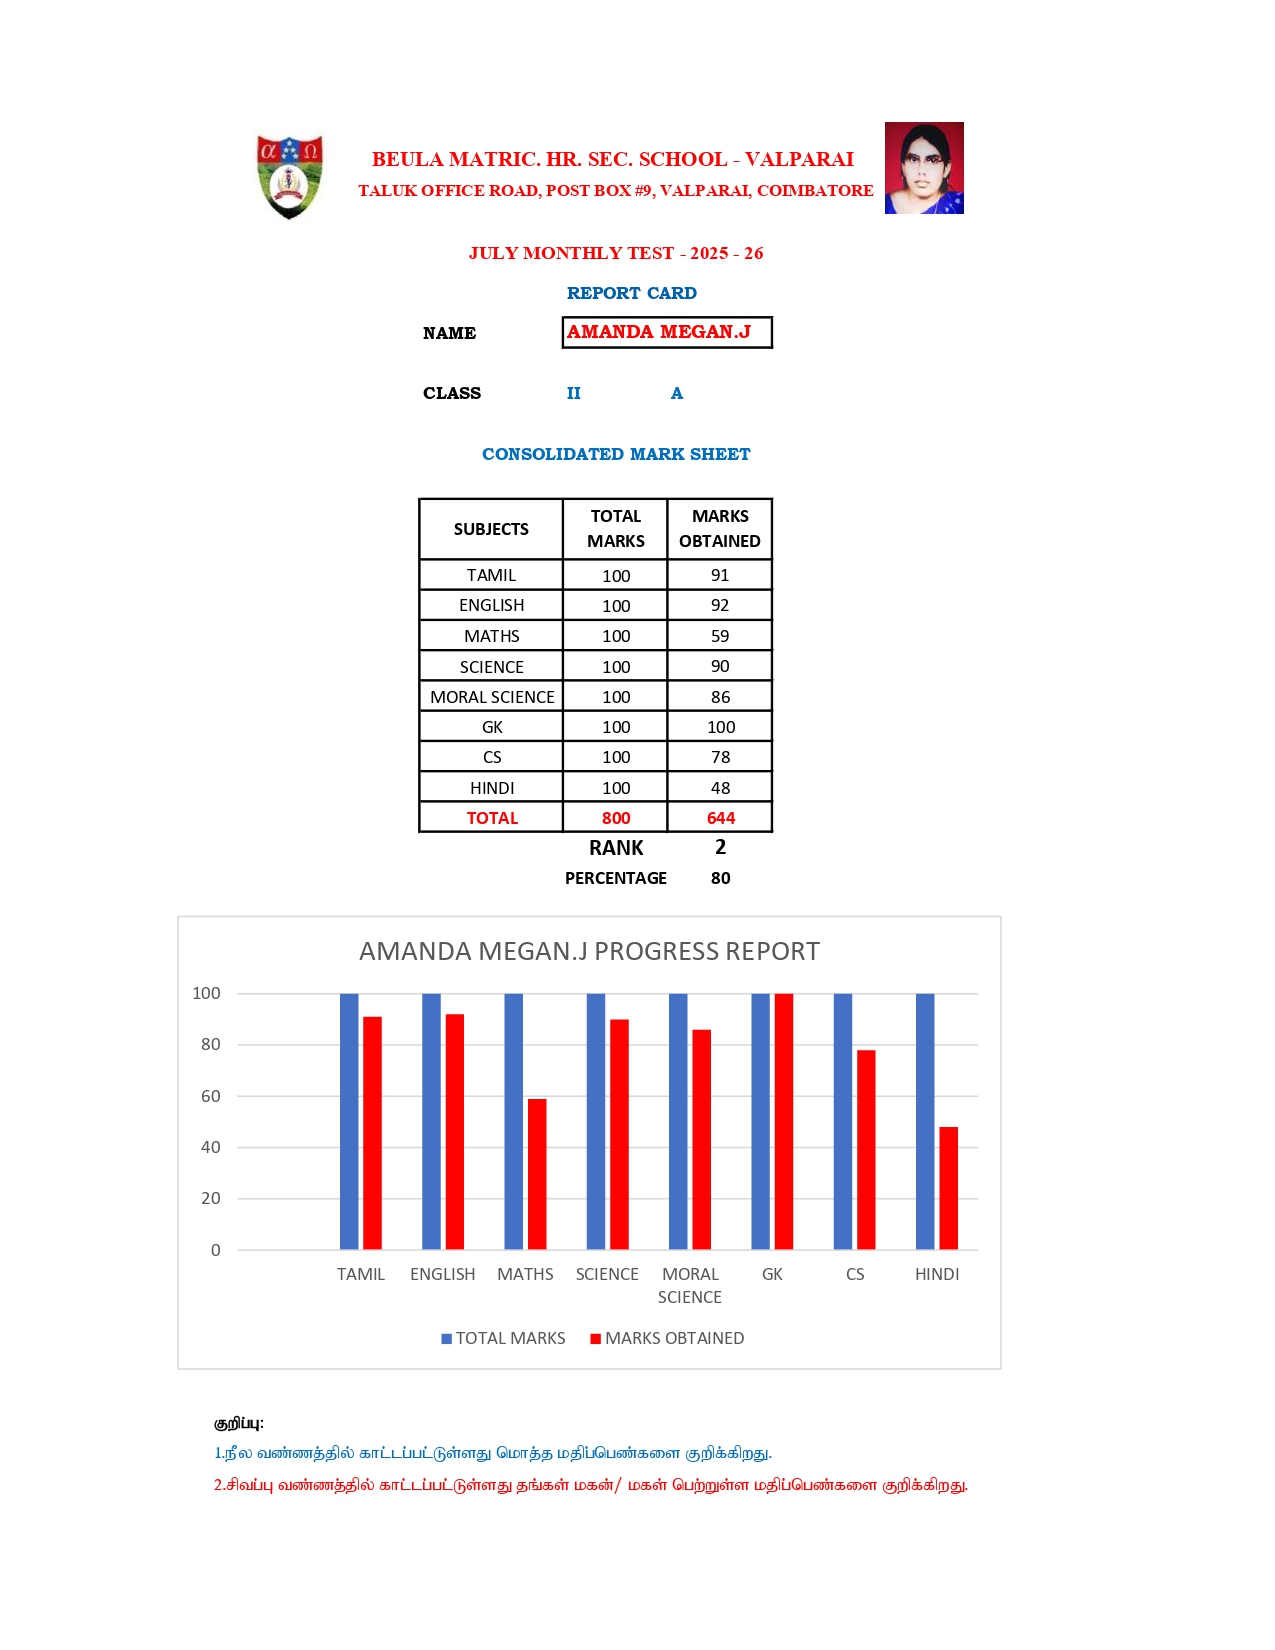 α Ω
BEULA MATRIC. HR. SEC. SCHOOL - VALPARAI
TALUK OFFICE ROAD, POST BOX #9, VALPARAI, COIMBATORE
JULY MONTHLY TEST - 2025 - 26
REPORT CARD
NAME AMANDA MEGAN.J
CLASS II A
CONSOLIDATED MARK SHEET
SUBJECTS TOTAL MARKS MARKS OBTAINED
TAMIL 100 91
ENGLISH 100 92
MATHS 100 59
SCIENCE 100 90
MORAL SCIENCE 100 86
GK 100 100
CS 100 78
HINDI 100 48
TOTAL 800 644
RANK 2
PERCENTAGE 80
AMANDA MEGAN.J PROGRESS REPORT
100
80
60
40
20
0
TAMIL ENGLISH MATHS SCIENCE MORAL SCIENCE GK CS HINDI
TOTAL MARKS MARKS OBTAINED
குறிப்பு:
1.நீல வண்ணத்தில் காட்டப்பட்டுள்ளது மொத்த மதிப்பெண்களை குறிக்கிறது.
2.சிவப்பு வண்ணத்தில் காட்டப்பட்டுள்ளது தங்கள் மகன்/ மகள் பெற்றுள்ள மதிப்பெண்களை குறிக்கிறது.